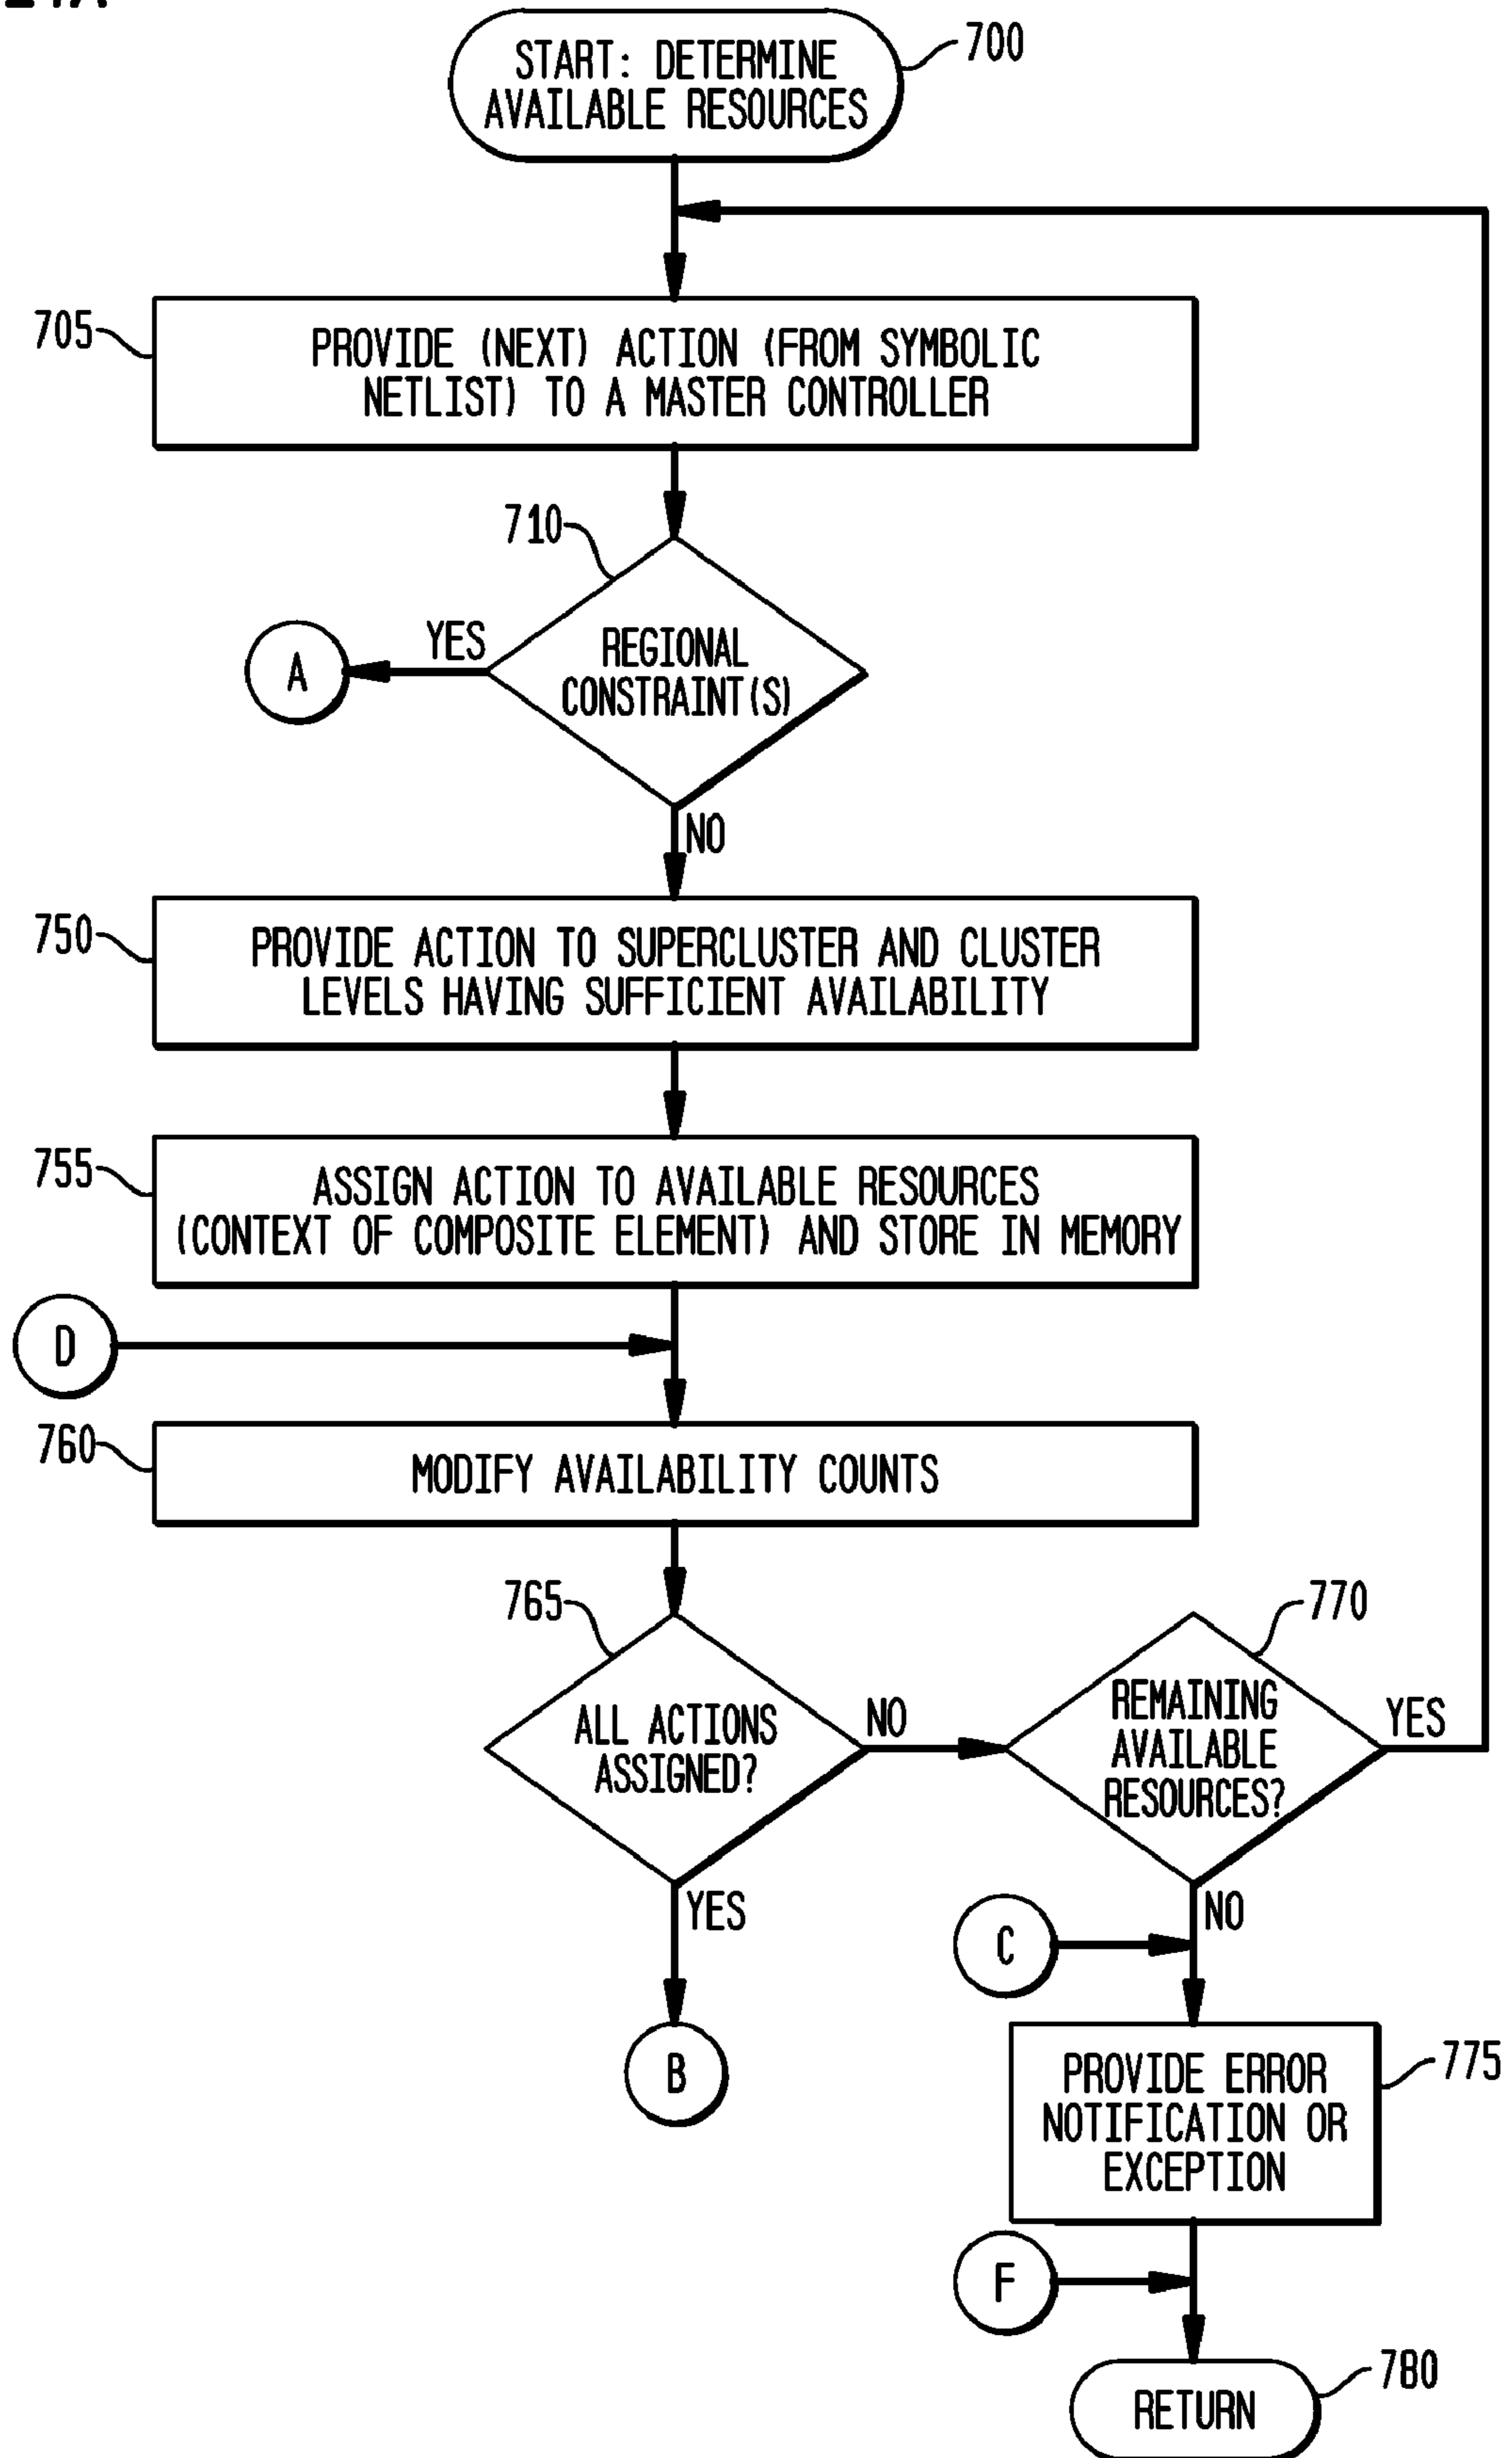 700
START: DETERMINE
AVAILABLE RESOURCES
705
PROVIDE (NEXT) ACTION (FROM SYMBOLIC
NETLIST) TO A MASTER CONTROLLER
710
REGIONAL
CONSTRAINT(S)
YES
A
NO
750
PROVIDE ACTION TO SUPERCLUSTER AND CLUSTER
LEVELS HAVING SUFFICIENT AVAILABILITY
755
ASSIGN ACTION TO AVAILABLE RESOURCES
(CONTEXT OF COMPOSITE ELEMENT) AND STORE IN MEMORY
D
760
MODIFY AVAILABILITY COUNTS
765
ALL ACTIONS
ASSIGNED?
NO
770
REMAINING
AVAILABLE
RESOURCES?
YES
YES
NO
C
B
PROVIDE ERROR
NOTIFICATION OR
EXCEPTION
775
F
780
RETURN